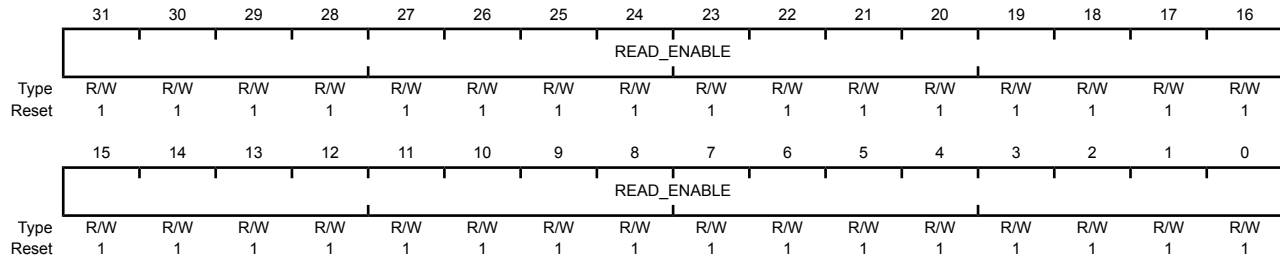 31 30 29 28 27 26 25 24 23 22 21 20 19 18 17 16
READ_ENABLE
Type R/W R/W R/W R/W R/W R/W R/W R/W R/W R/W R/W R/W R/W R/W R/W R/W
Reset 1 1 1 1 1 1 1 1 1 1 1 1 1 1 1 1
15 14 13 12 11 10 9 8 7 6 5 4 3 2 1 0
READ_ENABLE
Type R/W R/W R/W R/W R/W R/W R/W R/W R/W R/W R/W R/W R/W R/W R/W R/W
Reset 1 1 1 1 1 1 1 1 1 1 1 1 1 1 1 1